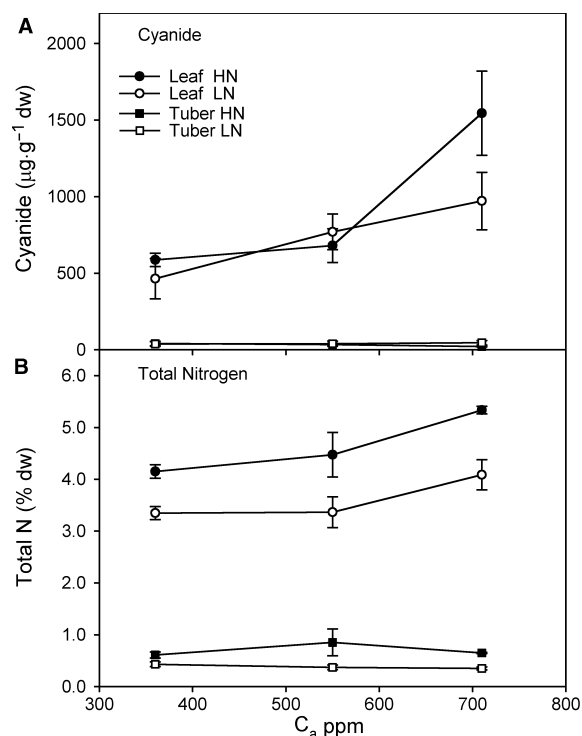 A
Cyanide
Leaf HN
Leaf LN
Tuber HN
Tuber LN
Cyanide (µg·g⁻¹ dw)
2000
1500
1000
500
0
B
Total Nitrogen
Total N (% dw)
6.0
5.0
4.0
3.0
2.0
1.0
0.0
300 400 500 600 700 800
Cₐ ppm